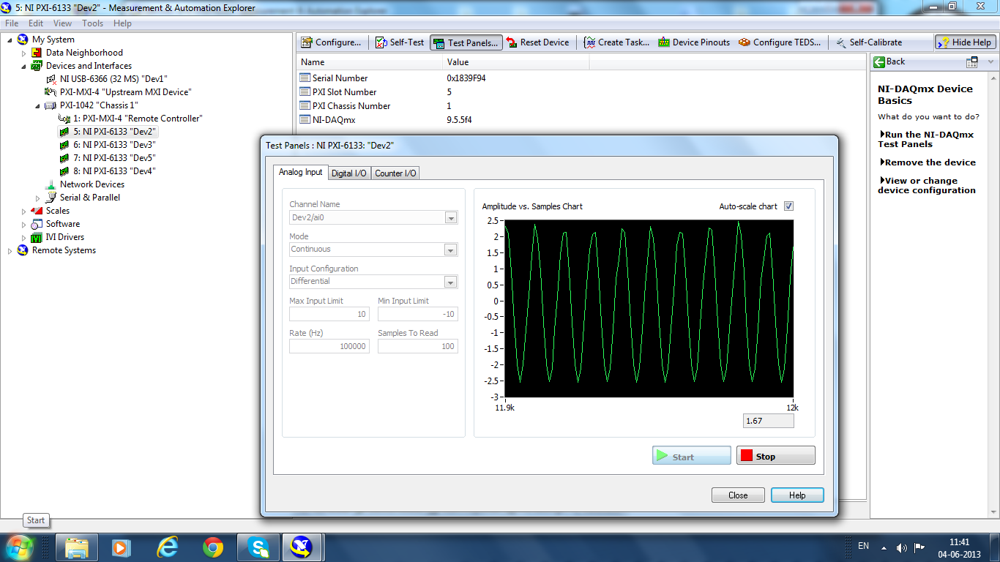 5: NI PXI-6133 "Dev2" - Measurement & Automation Explorer
File Edit View Tools Help
My System
Data Neighborhood
Devices and Interfaces
NI USB-6366 (32 MS) "Dev1"
PXI-MXI-4 "Upstream MXI Device"
PXI-1042 "Chassis 1"
1: PXI-MXI-4 "Remote Controller"
5: NI PXI-6133 "Dev2"
6: NI PXI-6133 "Dev3"
7: NI PXI-6133 "Dev5"
8: NI PXI-6133 "Dev4"
Network Devices
Serial & Parallel
Scales
Software
IVI Drivers
Remote Systems
Configure... Self-Test Test Panels... Reset Device Create Task... Device Pinouts Configure TEDS... Self-Calibrate Hide Help
Name Value
Serial Number 0x1839F94
PXI Slot Number 5
PXI Chassis Number 1
NI-DAQmx 9.5.5f4
Back
NI-DAQmx Device
Basics
What do you want to do?
Run the NI-DAQmx
Test Panels
Remove the device
View or change
device configuration
Test Panels : NI PXI-6133: "Dev2"
Analog Input Digital I/O Counter I/O
Channel Name
Dev2/ai0
Mode
Continuous
Input Configuration
Differential
Max Input Limit Min Input Limit
10 -10
Rate (Hz) Samples To Read
100000 100
Amplitude vs. Samples Chart Auto-scale chart
2.5
2
1.5
1
0.5
0
-0.5
-1
-1.5
-2
-2.5
-3
11.9k 12k
1.67
Start Stop
Close Help
Start
EN 11:41
04-06-2013